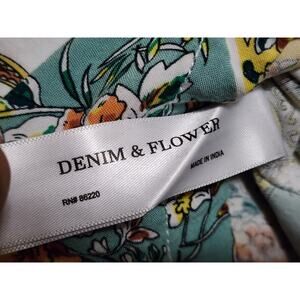 DENIM & FLOWER
RN# 86220
MADE IN INDIA